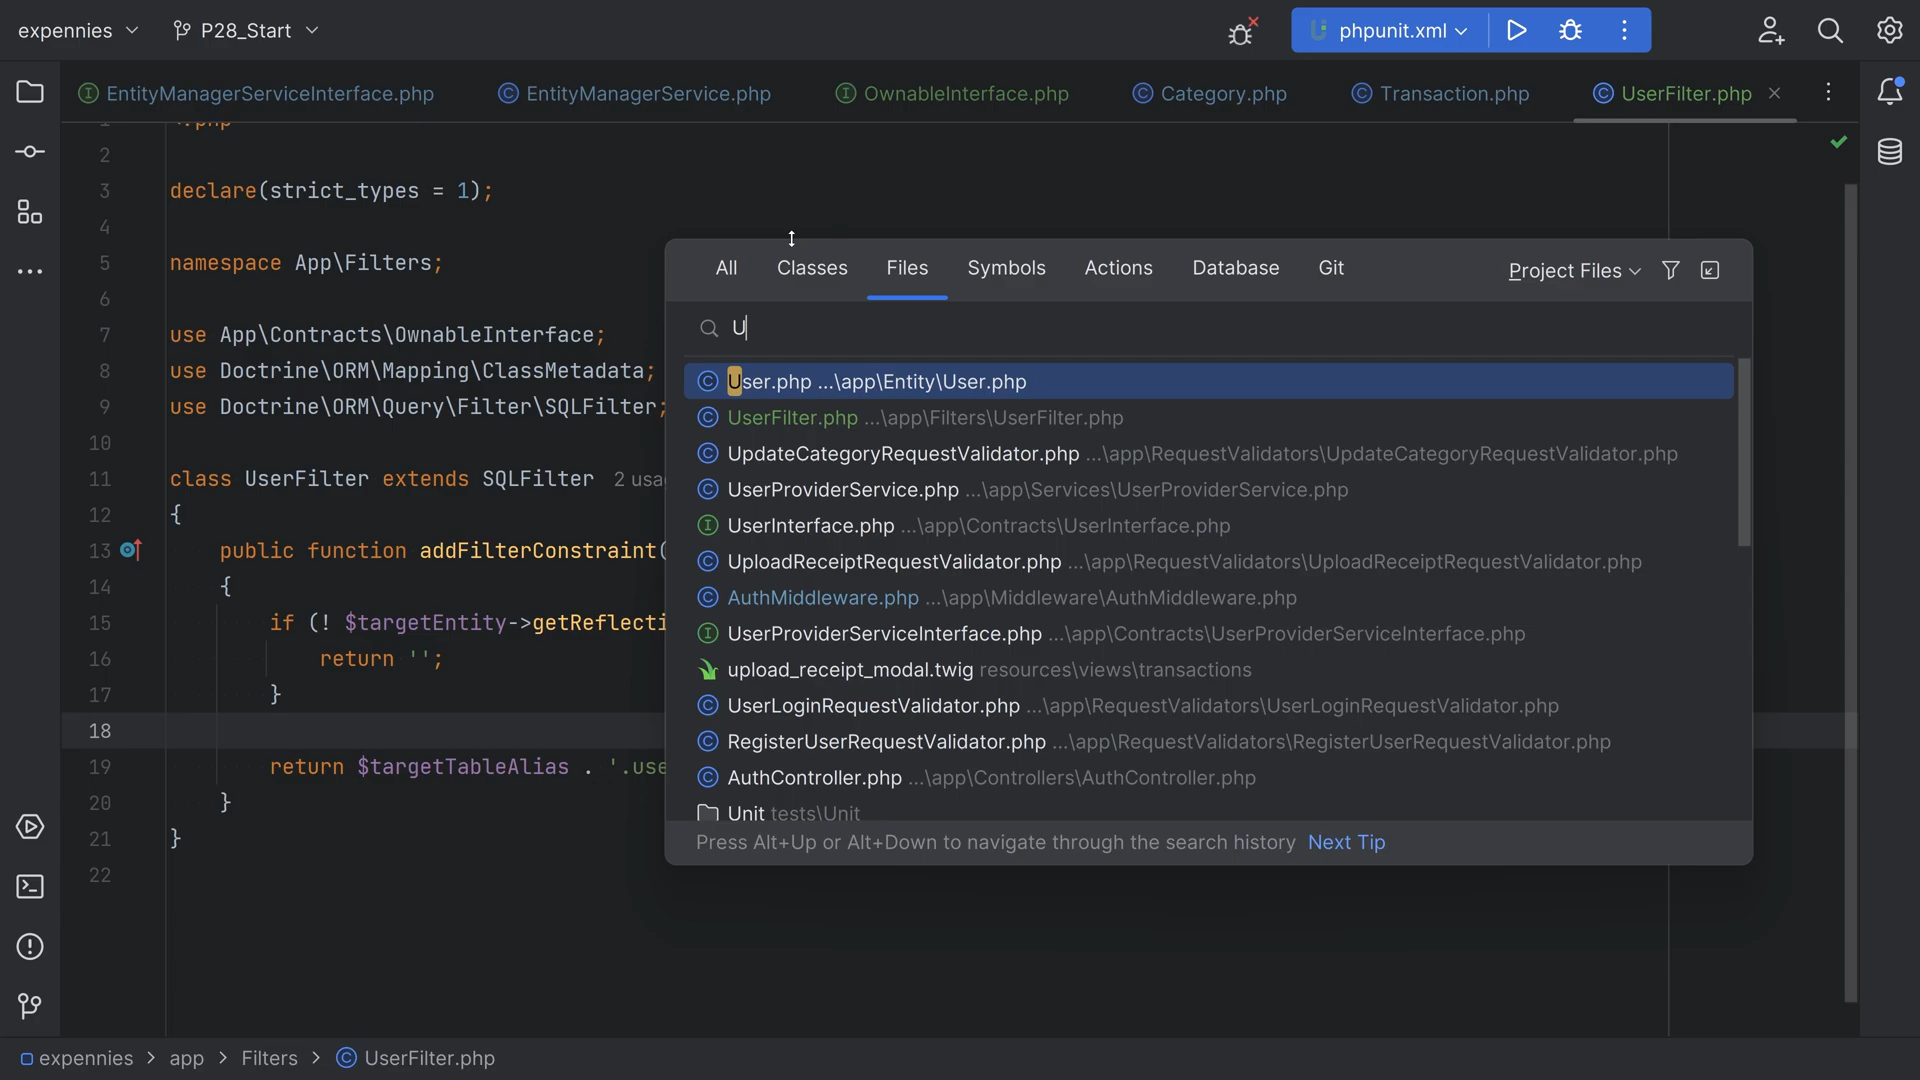 expennies
P28_Start
phpunit.xml
EntityManagerServiceInterface.php
EntityManagerService.php
OwnableInterface.php
Category.php
Transaction.php
UserFilter.php
1 <?php
2
3 declare(strict_types = 1);
4
5 namespace App\Filters;
6
7 use App\Contracts\OwnableInterface;
8 use Doctrine\ORM\Mapping\ClassMetadata;
9 use Doctrine\ORM\Query\Filter\SQLFilter;
10
11 class UserFilter extends SQLFilter 2 usa
12 {
13 public function addFilterConstraint(
14 {
15 if (! $targetEntity->getReflecti
16 return '';
17 }
18
19 return $targetTableAlias . '.use
20 }
21 }
22
All Classes Files Symbols Actions Database Git Project Files
U
User.php ...\app\Entity\User.php
UserFilter.php ...\app\Filters\UserFilter.php
UpdateCategoryRequestValidator.php ...\app\RequestValidators\UpdateCategoryRequestValidator.php
UserProviderService.php ...\app\Services\UserProviderService.php
UserInterface.php ...\app\Contracts\UserInterface.php
UploadReceiptRequestValidator.php ...\app\RequestValidators\UploadReceiptRequestValidator.php
AuthMiddleware.php ...\app\Middleware\AuthMiddleware.php
UserProviderServiceInterface.php ...\app\Contracts\UserProviderServiceInterface.php
upload_receipt_modal.twig resources\views\transactions
UserLoginRequestValidator.php ...\app\RequestValidators\UserLoginRequestValidator.php
RegisterUserRequestValidator.php ...\app\RequestValidators\RegisterUserRequestValidator.php
AuthController.php ...\app\Controllers\AuthController.php
Unit tests\Unit
Press Alt+Up or Alt+Down to navigate through the search history Next Tip
expennies > app > Filters > UserFilter.php